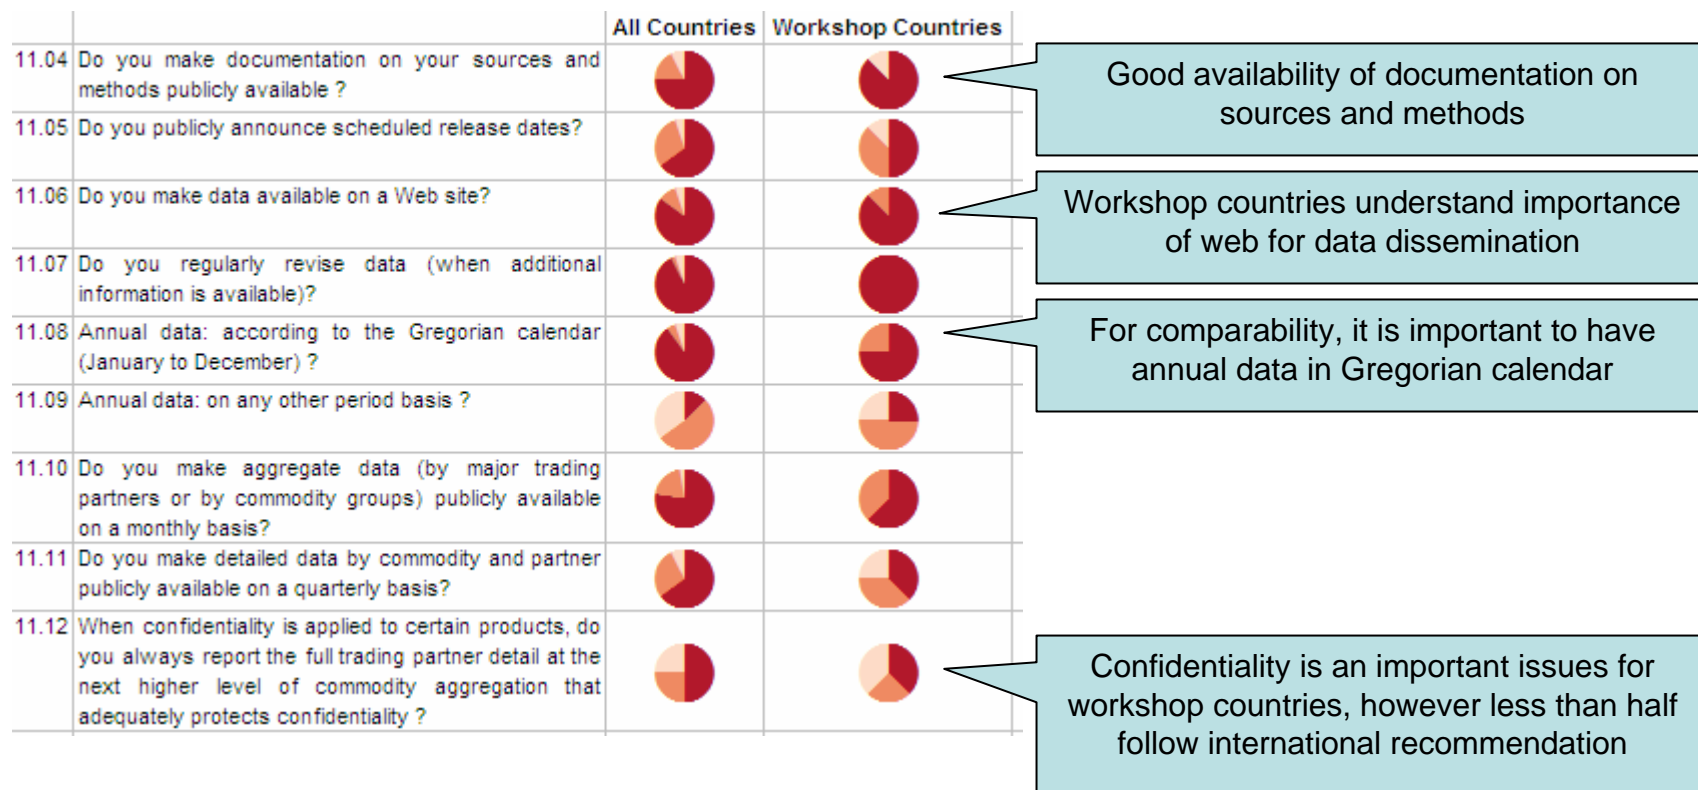 All Countries Workshop Countries
11.04 Do you make documentation on your sources and
methods publicly available ?
11.05 Do you publicly announce scheduled release dates?
11.06 Do you make data available on a Web site?
11.07 Do you regularly revise data (when additional
information is available)?
11.08 Annual data: according to the Gregorian calendar
(January to December) ?
11.09 Annual data: on any other period basis ?
11.10 Do you make aggregate data (by major trading
partners or by commodity groups) publicly available
on a monthly basis?
11.11 Do you make detailed data by commodity and partner
publicly available on a quarterly basis?
11.12 When confidentiality is applied to certain products, do
you always report the full trading partner detail at the
next higher level of commodity aggregation that
adequately protects confidentiality ?
Good availability of documentation on
sources and methods
Workshop countries understand importance
of web for data dissemination
For comparability, it is important to have
annual data in Gregorian calendar
Confidentiality is an important issues for
workshop countries, however less than half
follow international recommendation